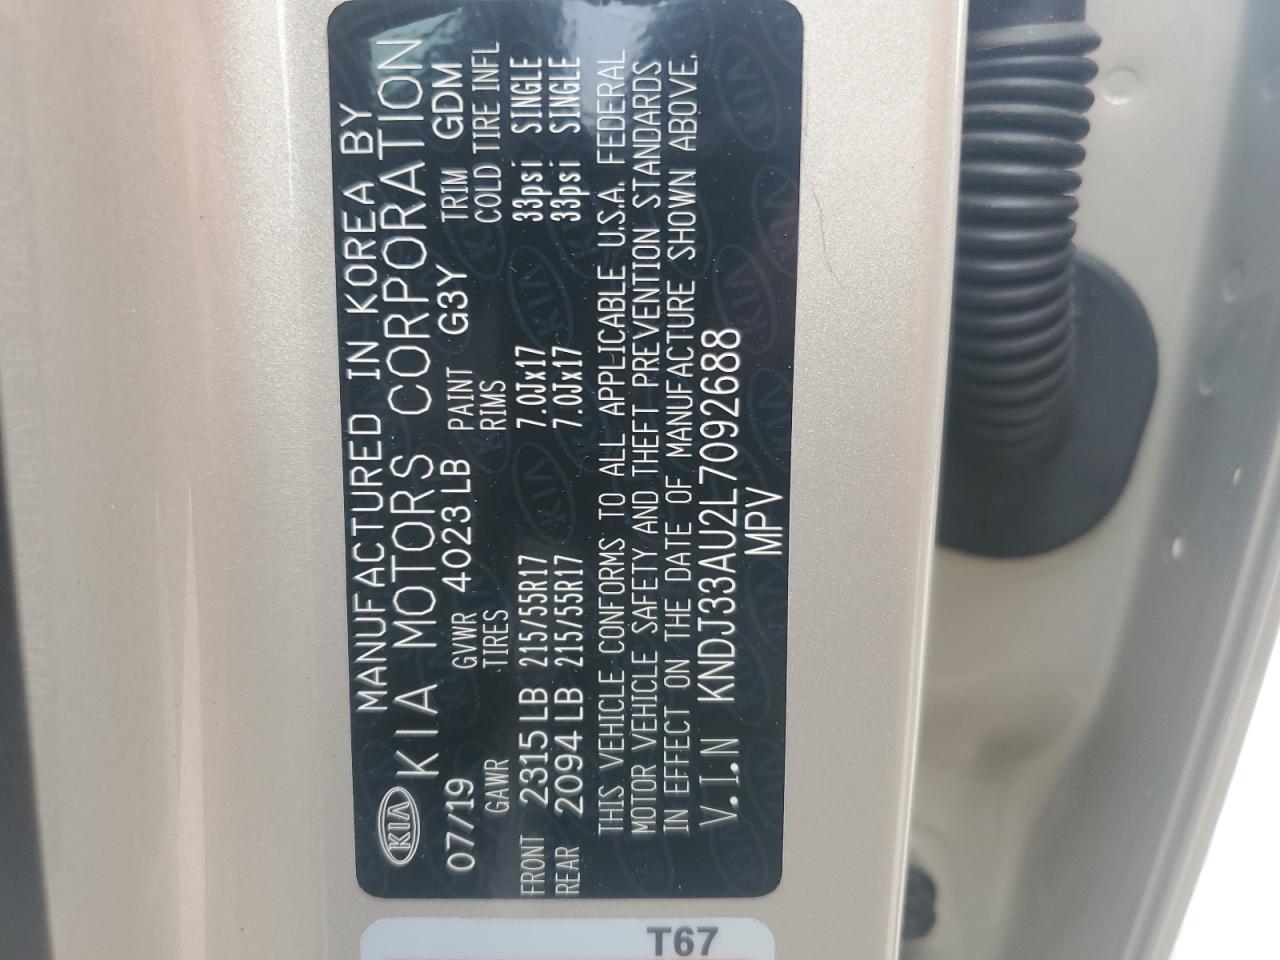 KIA MANUFACTURED IN KOREA BY
KIA MOTORS CORPORATION
07/19 GVWR 4023 LB PAINT G3Y TRIM GDM
GAWR TIRES RIMS COLD TIRE INFL
FRONT 2315 LB 215/55R17 7.0Jx17 33psi SINGLE
REAR 2094 LB 215/55R17 7.0Jx17 33psi SINGLE
THIS VEHICLE CONFORMS TO ALL APPLICABLE U.S.A. FEDERAL
MOTOR VEHICLE SAFETY AND THEFT PREVENTION STANDARDS
IN EFFECT ON THE DATE OF MANUFACTURE SHOWN ABOVE.
V.I.N KNDJ33AU2L7092688
MPV
T67